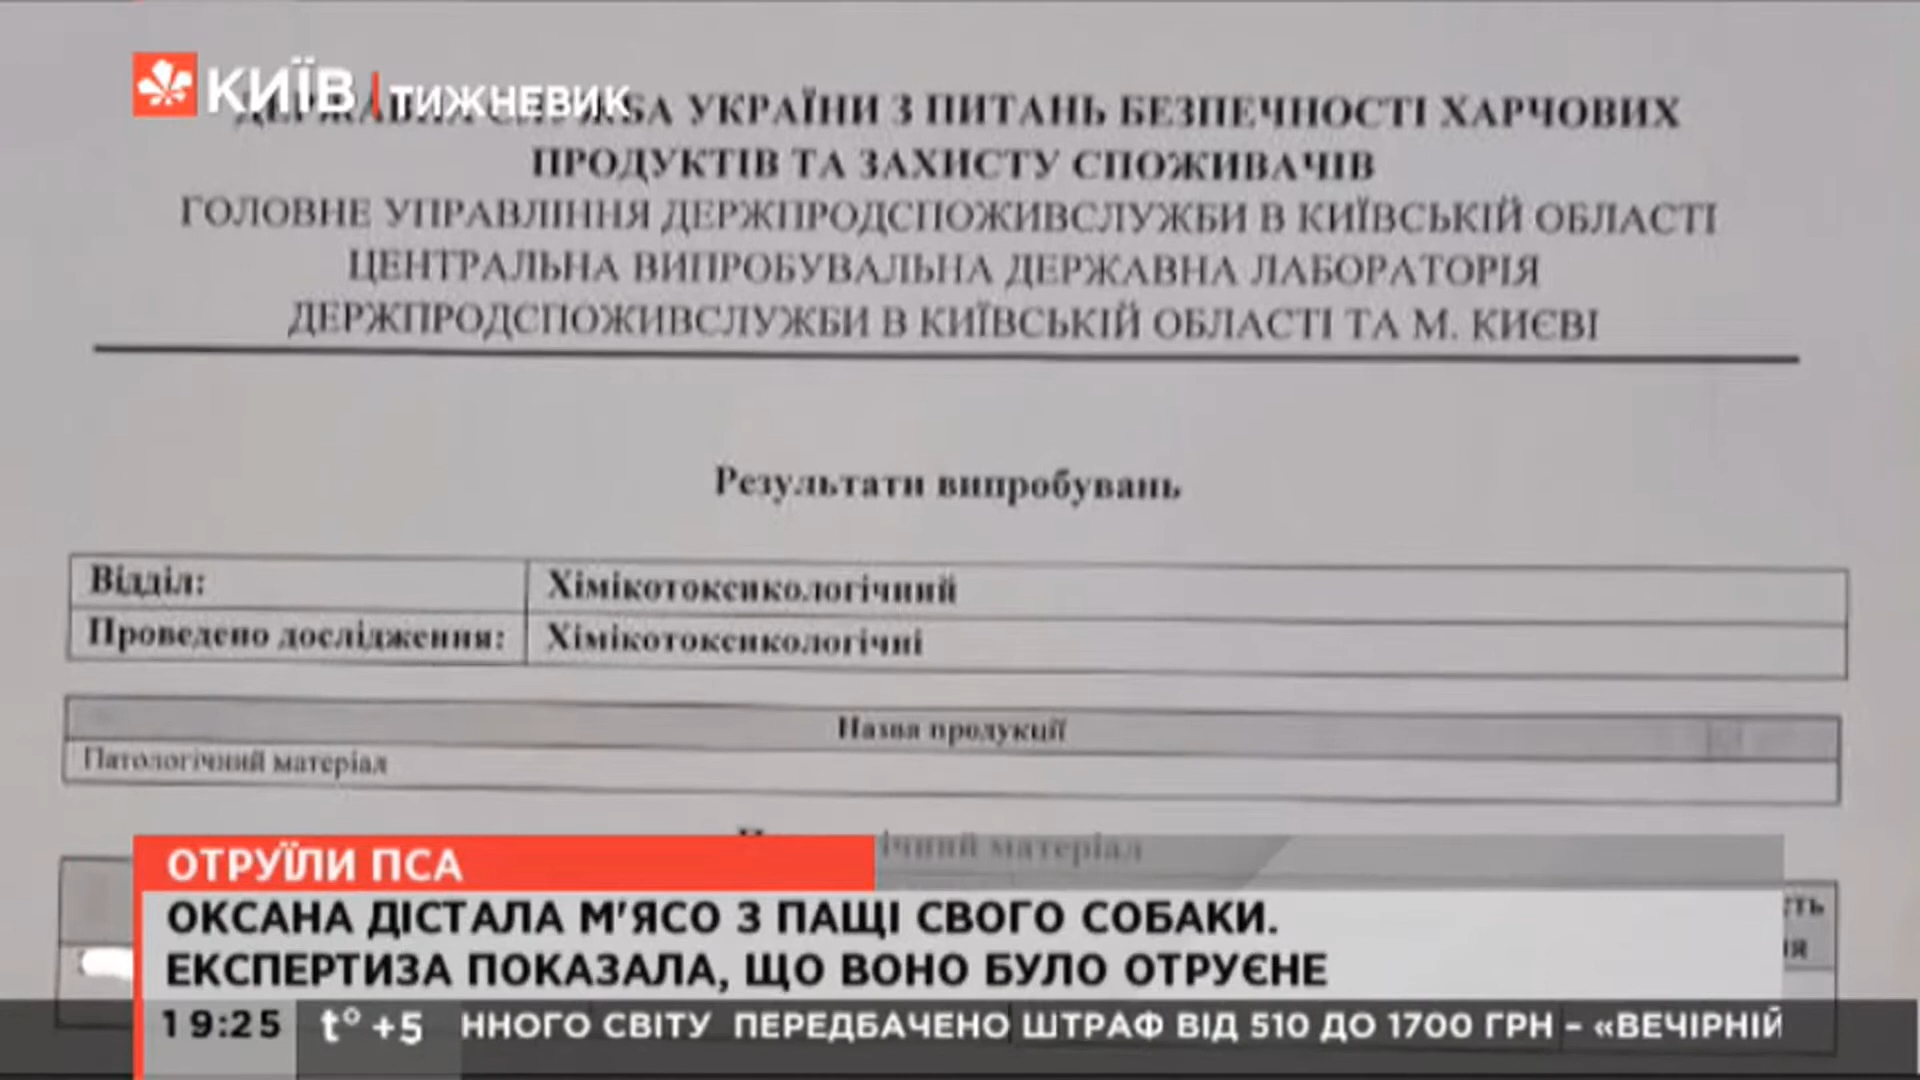 КИЇВ | ТИЖНЕВИК
ДЕРЖАВНА СЛУЖБА УКРАЇНИ З ПИТАНЬ БЕЗПЕЧНОСТІ ХАРЧОВИХ
ПРОДУКТІВ ТА ЗАХИСТУ СПОЖИВАЧІВ
ГОЛОВНЕ УПРАВЛІННЯ ДЕРЖПРОДСПОЖИВСЛУЖБИ В КИЇВСЬКІЙ ОБЛАСТІ
ЦЕНТРАЛЬНА ВИПРОБУВАЛЬНА ДЕРЖАВНА ЛАБОРАТОРІЯ
ДЕРЖПРОДСПОЖИВСЛУЖБИ В КИЇВСЬКІЙ ОБЛАСТІ ТА М. КИЄВІ
Результати випробувань
Відділ: Хімікотоксикологічний
Проведено дослідження: Хімікотоксикологічні
Назва продукції
Патологічний матеріал
матеріал
ОТРУЇЛИ ПСА
ОКСАНА ДІСТАЛА М'ЯСО З ПАЩІ СВОГО СОБАКИ.
ЕКСПЕРТИЗА ПОКАЗАЛА, ЩО ВОНО БУЛО ОТРУЄНЕ
19:25 t° +5 ННОГО СВІТУ ПЕРЕДБАЧЕНО ШТРАФ ВІД 510 ДО 1700 ГРН – «ВЕЧІРНІЙ